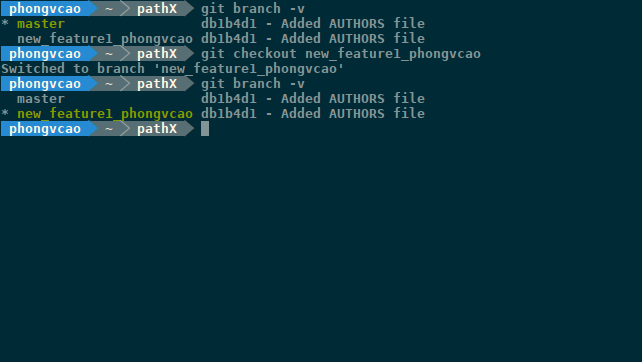 phongvcao ~ pathX git branch -v
* master db1b4d1 - Added AUTHORS file
new_feature1_phongvcao db1b4d1 - Added AUTHORS file
phongvcao ~ pathX git checkout new_feature1_phongvcao
Switched to branch 'new_feature1_phongvcao'
phongvcao ~ pathX git branch -v
master db1b4d1 - Added AUTHORS file
* new_feature1_phongvcao db1b4d1 - Added AUTHORS file
phongvcao ~ pathX